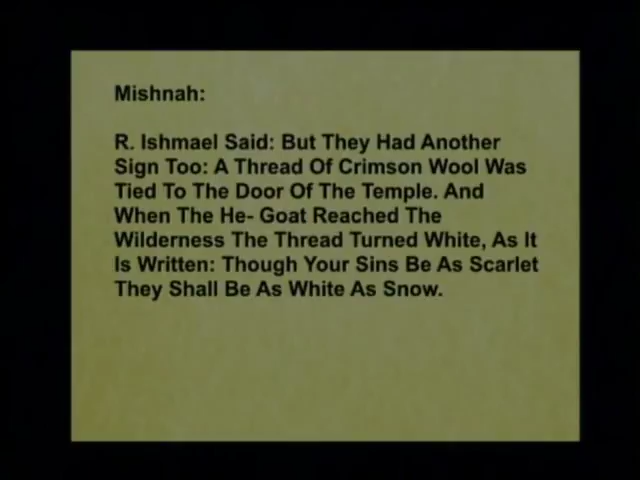 Mishnah:
R. Ishmael Said: But They Had Another
Sign Too: A Thread Of Crimson Wool Was
Tied To The Door Of The Temple. And
When The He- Goat Reached The
Wilderness The Thread Turned White, As It
Is Written: Though Your Sins Be As Scarlet
They Shall Be As White As Snow.